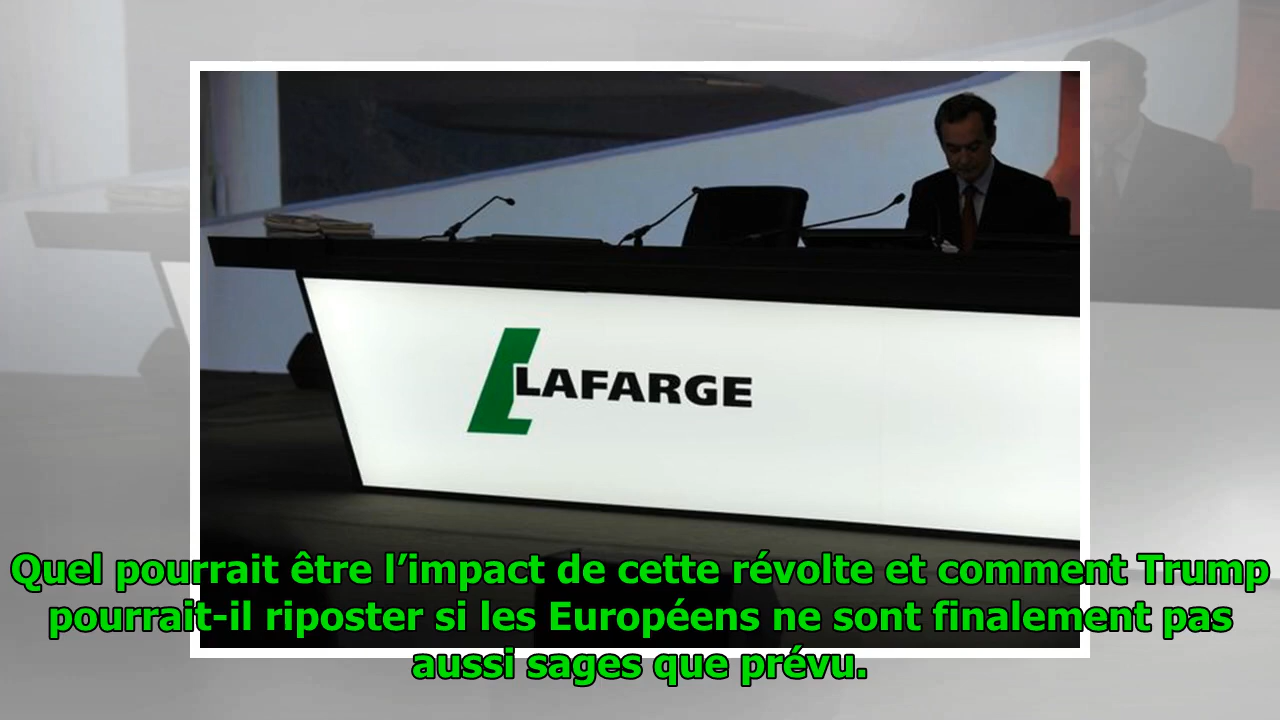 LAFARGE
Quel pourrait être l’impact de cette révolte et comment Trump
pourrait-il riposter si les Européens ne sont finalement pas
aussi sages que prévu.